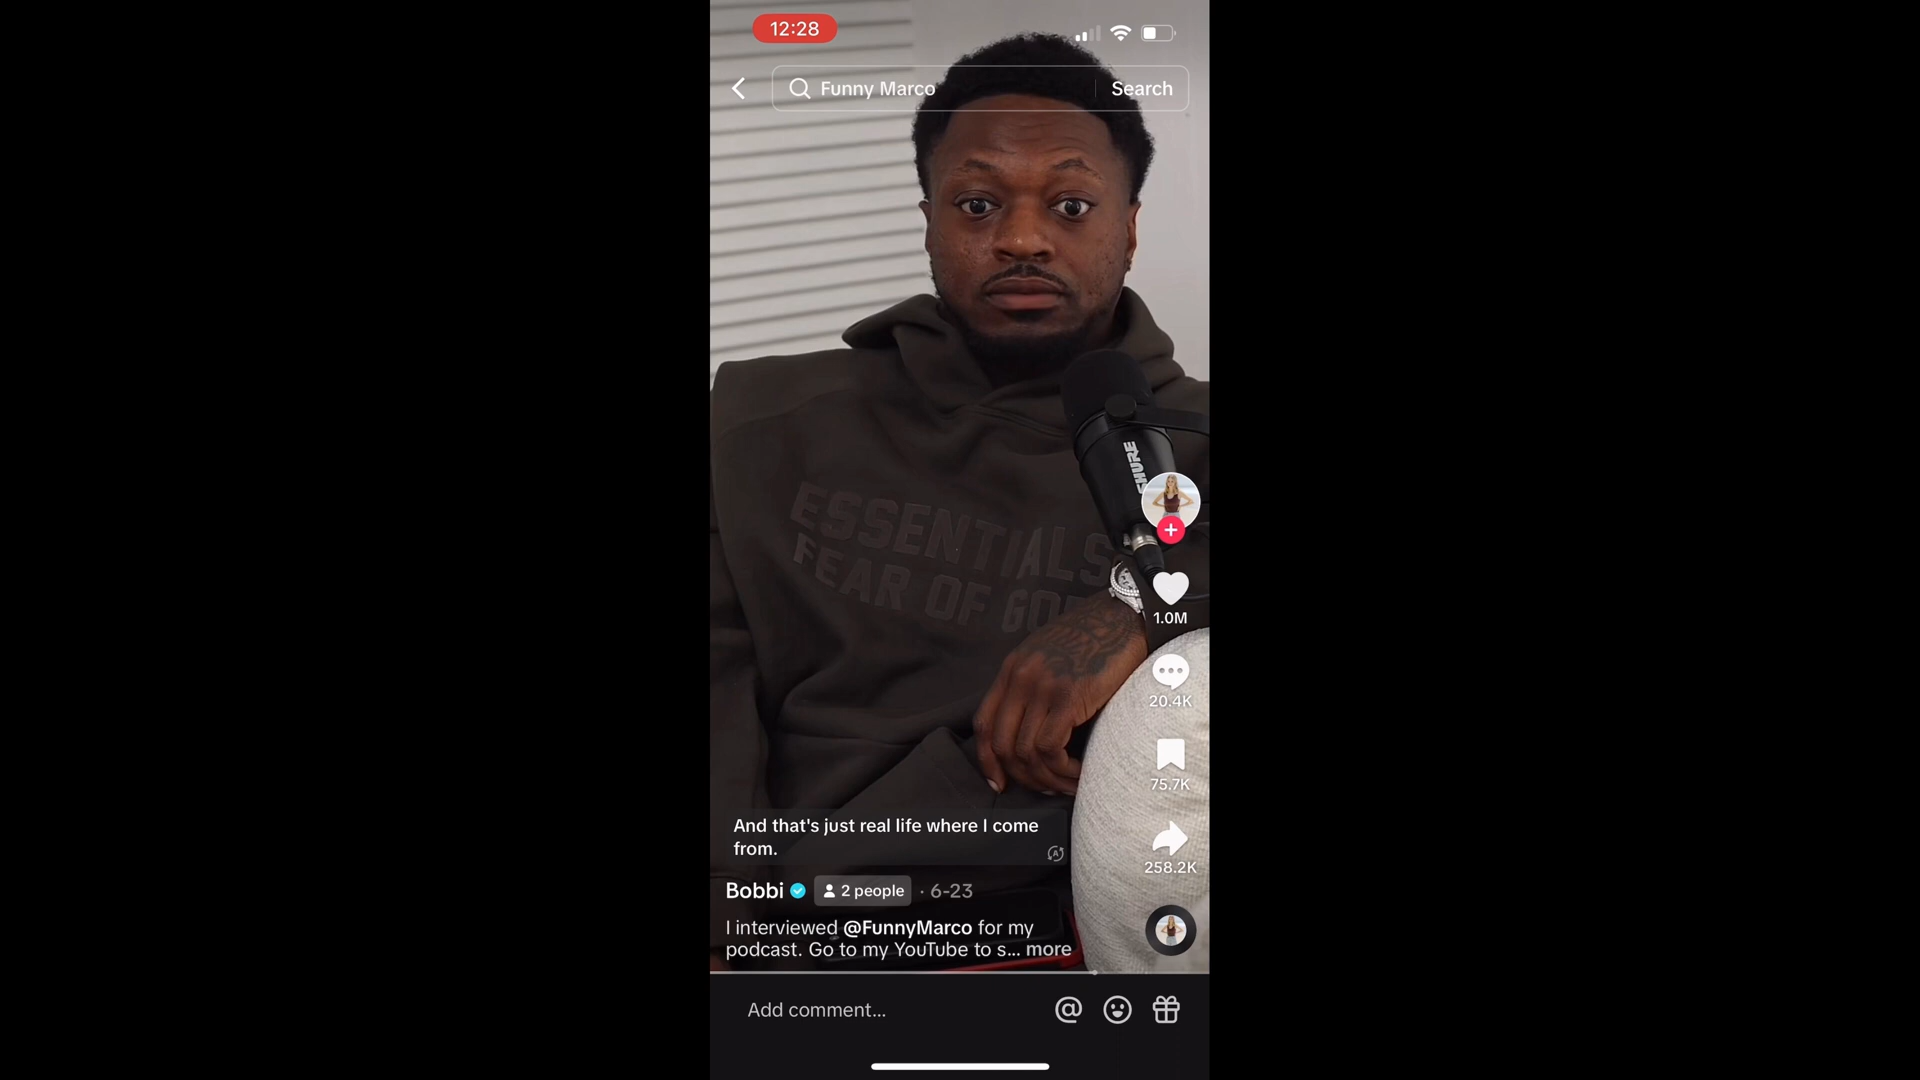 12:28
Funny Marco
Search
SHURE
ESSENTIALS
FEAR OF GOD
1.0M
20.4K
75.7K
258.2K
And that's just real life where I come
from.
Bobbi
2 people
· 6-23
I interviewed @FunnyMarco for my
podcast. Go to my YouTube to s... more
Add comment...